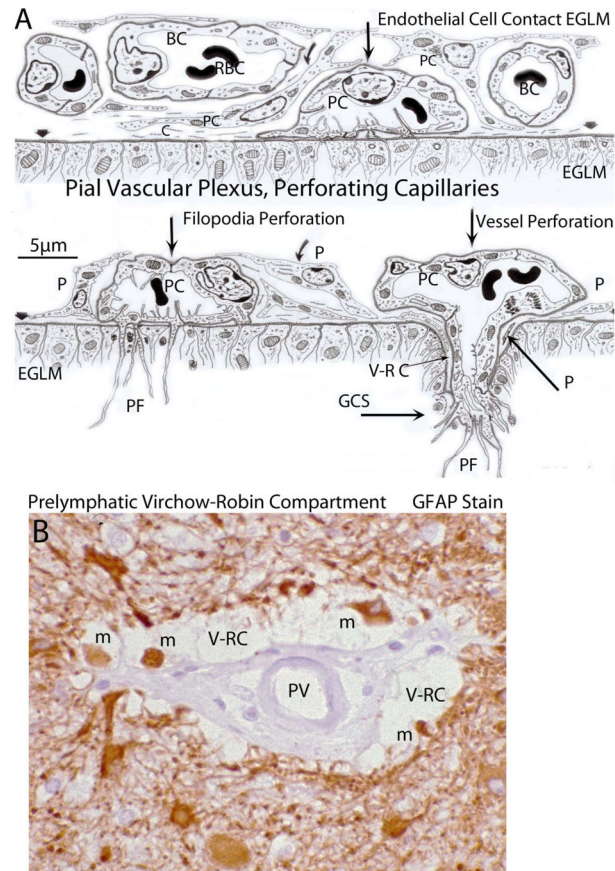 A
Endothelial Cell Contact EGLM
BC
RBC
PC
BC
PC
PC
C
EGLM
Pial Vascular Plexus, Perforating Capillaries
Filopodia Perforation
Vessel Perforation
5µm
P
P
PC
PC
P
EGLM
V-R C
P
PF
GCS
PF
Prelymphatic Virchow-Robin Compartment GFAP Stain
B
m
m
V-RC
m
PV
V-RC
m